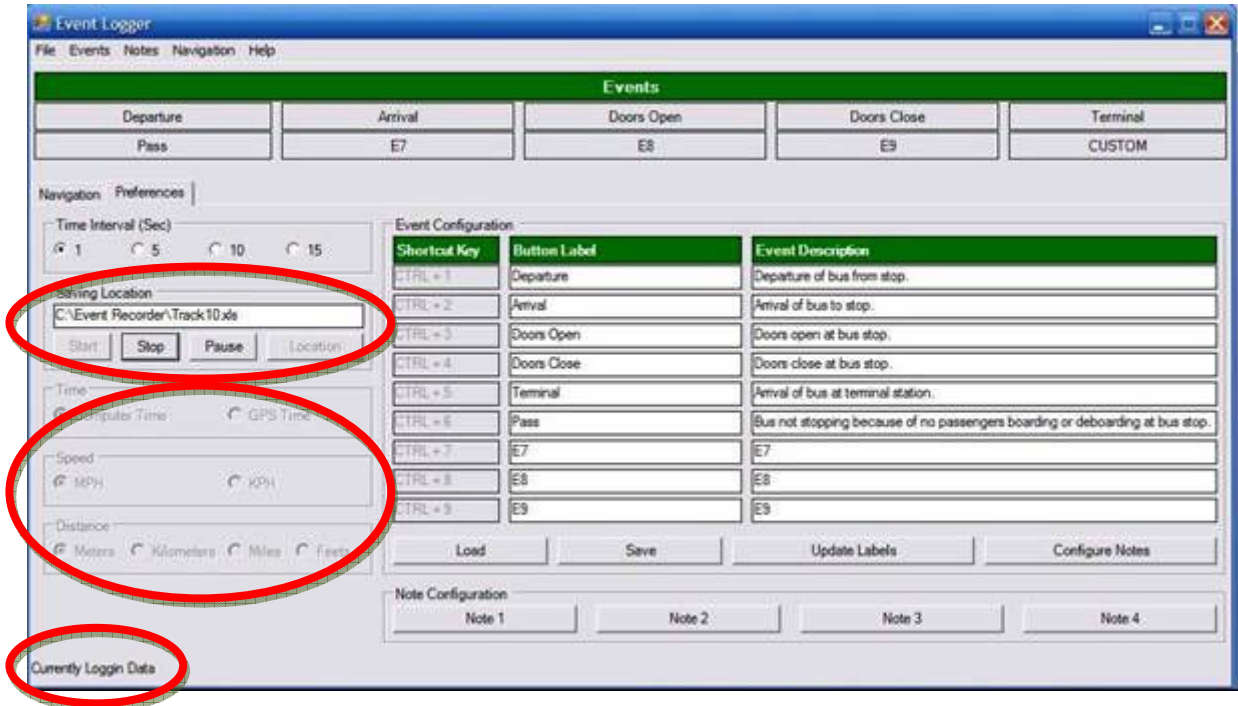 Event Logger
File Events Notes Navigation Help
Events
Departure Arrival Doors Open Doors Close Terminal
Pass E7 E8 E9 CUSTOM
Navigation Preferences
Time Interval (Sec)
1 5 10 15
Saving Location
C:\Event Recorder\Track10.xls
Start Stop Pause Location
Time
Computer Time GPS Time
Speed
MPH KPH
Distance
Meters Kilometers Miles Feets
Event Configuration
Shortcut Key Button Label Event Description
CTRL + 1 Departure Departure of bus from stop.
CTRL + 2 Arrival Arrival of bus to stop.
CTRL + 3 Doors Open Doors open at bus stop.
CTRL + 4 Doors Close Doors close at bus stop.
CTRL + 5 Terminal Arrival of bus at terminal station.
CTRL + 6 Pass Bus not stopping because of no passengers boarding or deboarding at bus stop.
CTRL + 7 E7 E7
CTRL + 8 E8 E8
CTRL + 9 E9 E9
Load Save Update Labels Configure Notes
Note Configuration
Note 1 Note 2 Note 3 Note 4
Currently Loggin Data